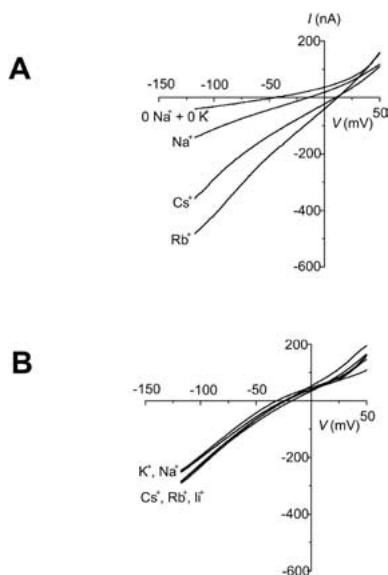 A
I (nA)
200
-150 -100 -50 50
0 Na⁺ + 0 K⁺
V (mV)
Na⁺
-200
Cs⁺
-400
Rb⁺
-600
B
200
-150 -100 -50 0 50
V (mV)
-200
K⁺, Na⁺
Cs⁺, Rb⁺, li⁺
-400
-600